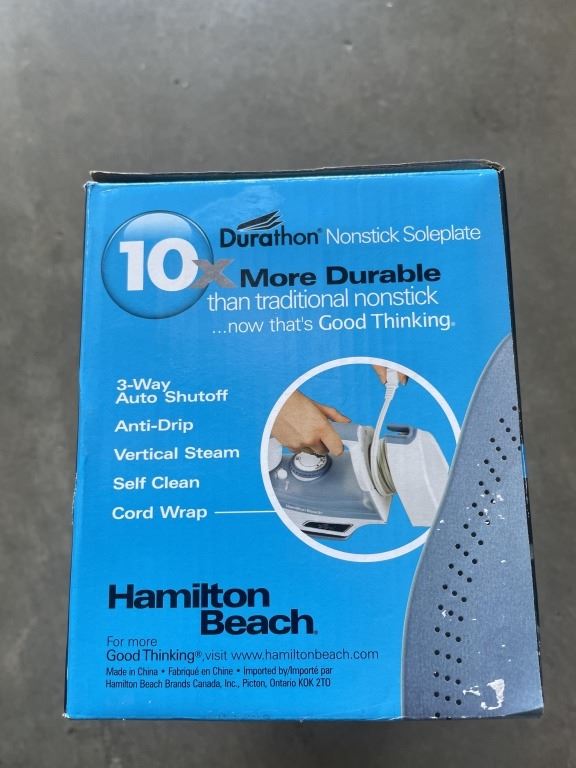 Durathon® Nonstick Soleplate
10X More Durable
than traditional nonstick
...now that's Good Thinking®
3-Way
Auto Shutoff
Anti-Drip
Vertical Steam
Self Clean
Cord Wrap
Hamilton Beach
Hamilton
Beach®
For more
Good Thinking®, visit www.hamiltonbeach.com
Made in China • Fabriqué en Chine • Imported by/Importé par
Hamilton Beach Brands Canada, Inc., Picton, Ontario K0K 2T0